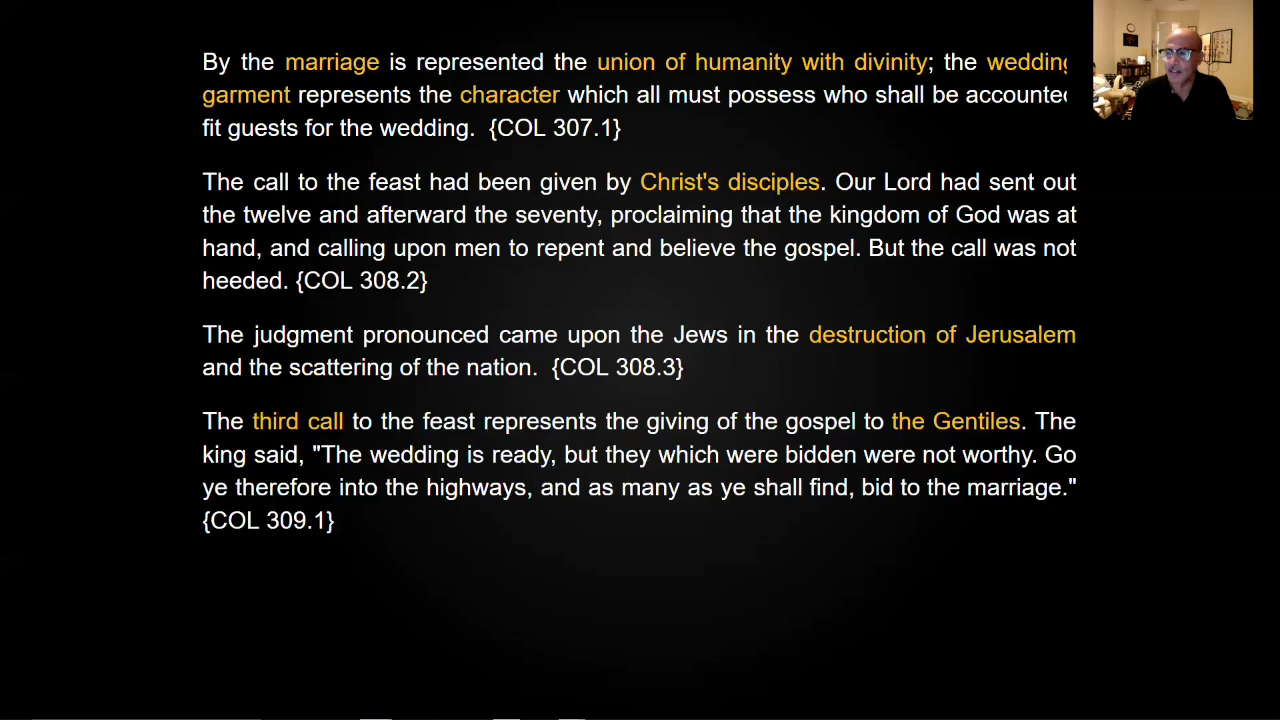 By the marriage is represented the union of humanity with divinity; the wedding
garment represents the character which all must possess who shall be accounted
fit guests for the wedding. {COL 307.1}
The call to the feast had been given by Christ's disciples. Our Lord had sent out
the twelve and afterward the seventy, proclaiming that the kingdom of God was at
hand, and calling upon men to repent and believe the gospel. But the call was not
heeded. {COL 308.2}
The judgment pronounced came upon the Jews in the destruction of Jerusalem
and the scattering of the nation. {COL 308.3}
The third call to the feast represents the giving of the gospel to the Gentiles. The
king said, "The wedding is ready, but they which were bidden were not worthy. Go
ye therefore into the highways, and as many as ye shall find, bid to the marriage."
{COL 309.1}